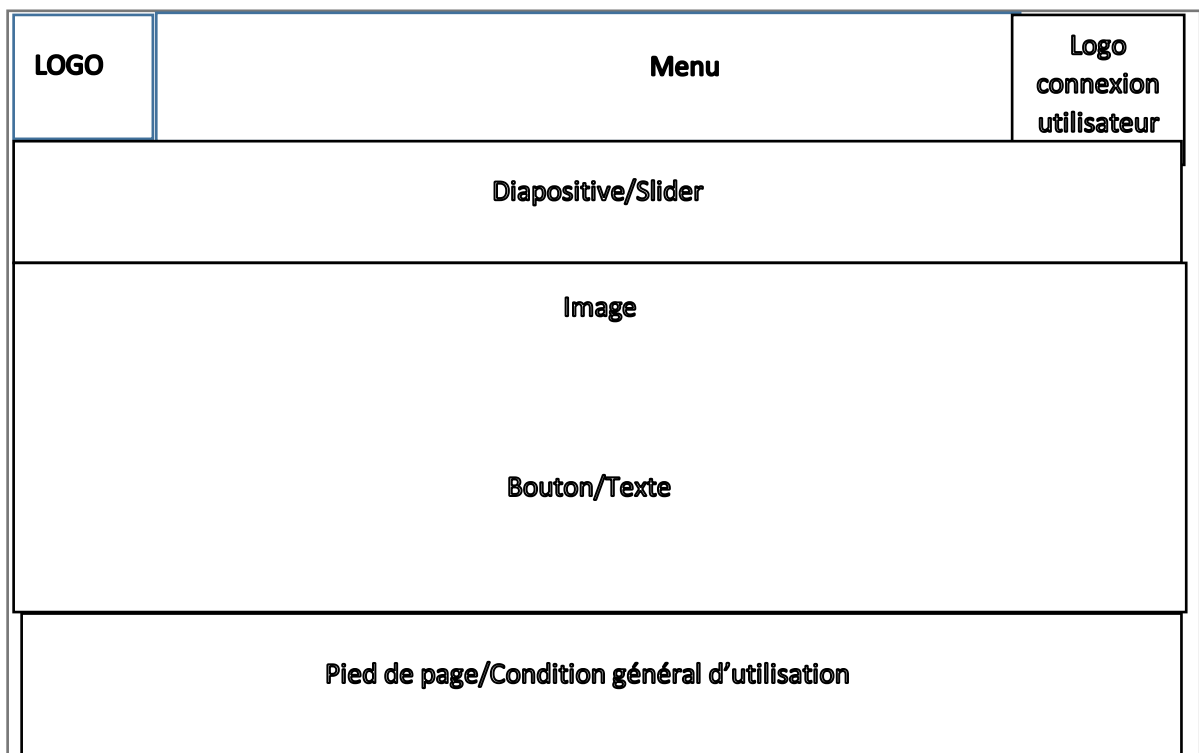 LOGO
Menu
Logo
connexion
utilisateur
Diapositive/Slider
Image
Bouton/Texte
Pied de page/Condition général d’utilisation